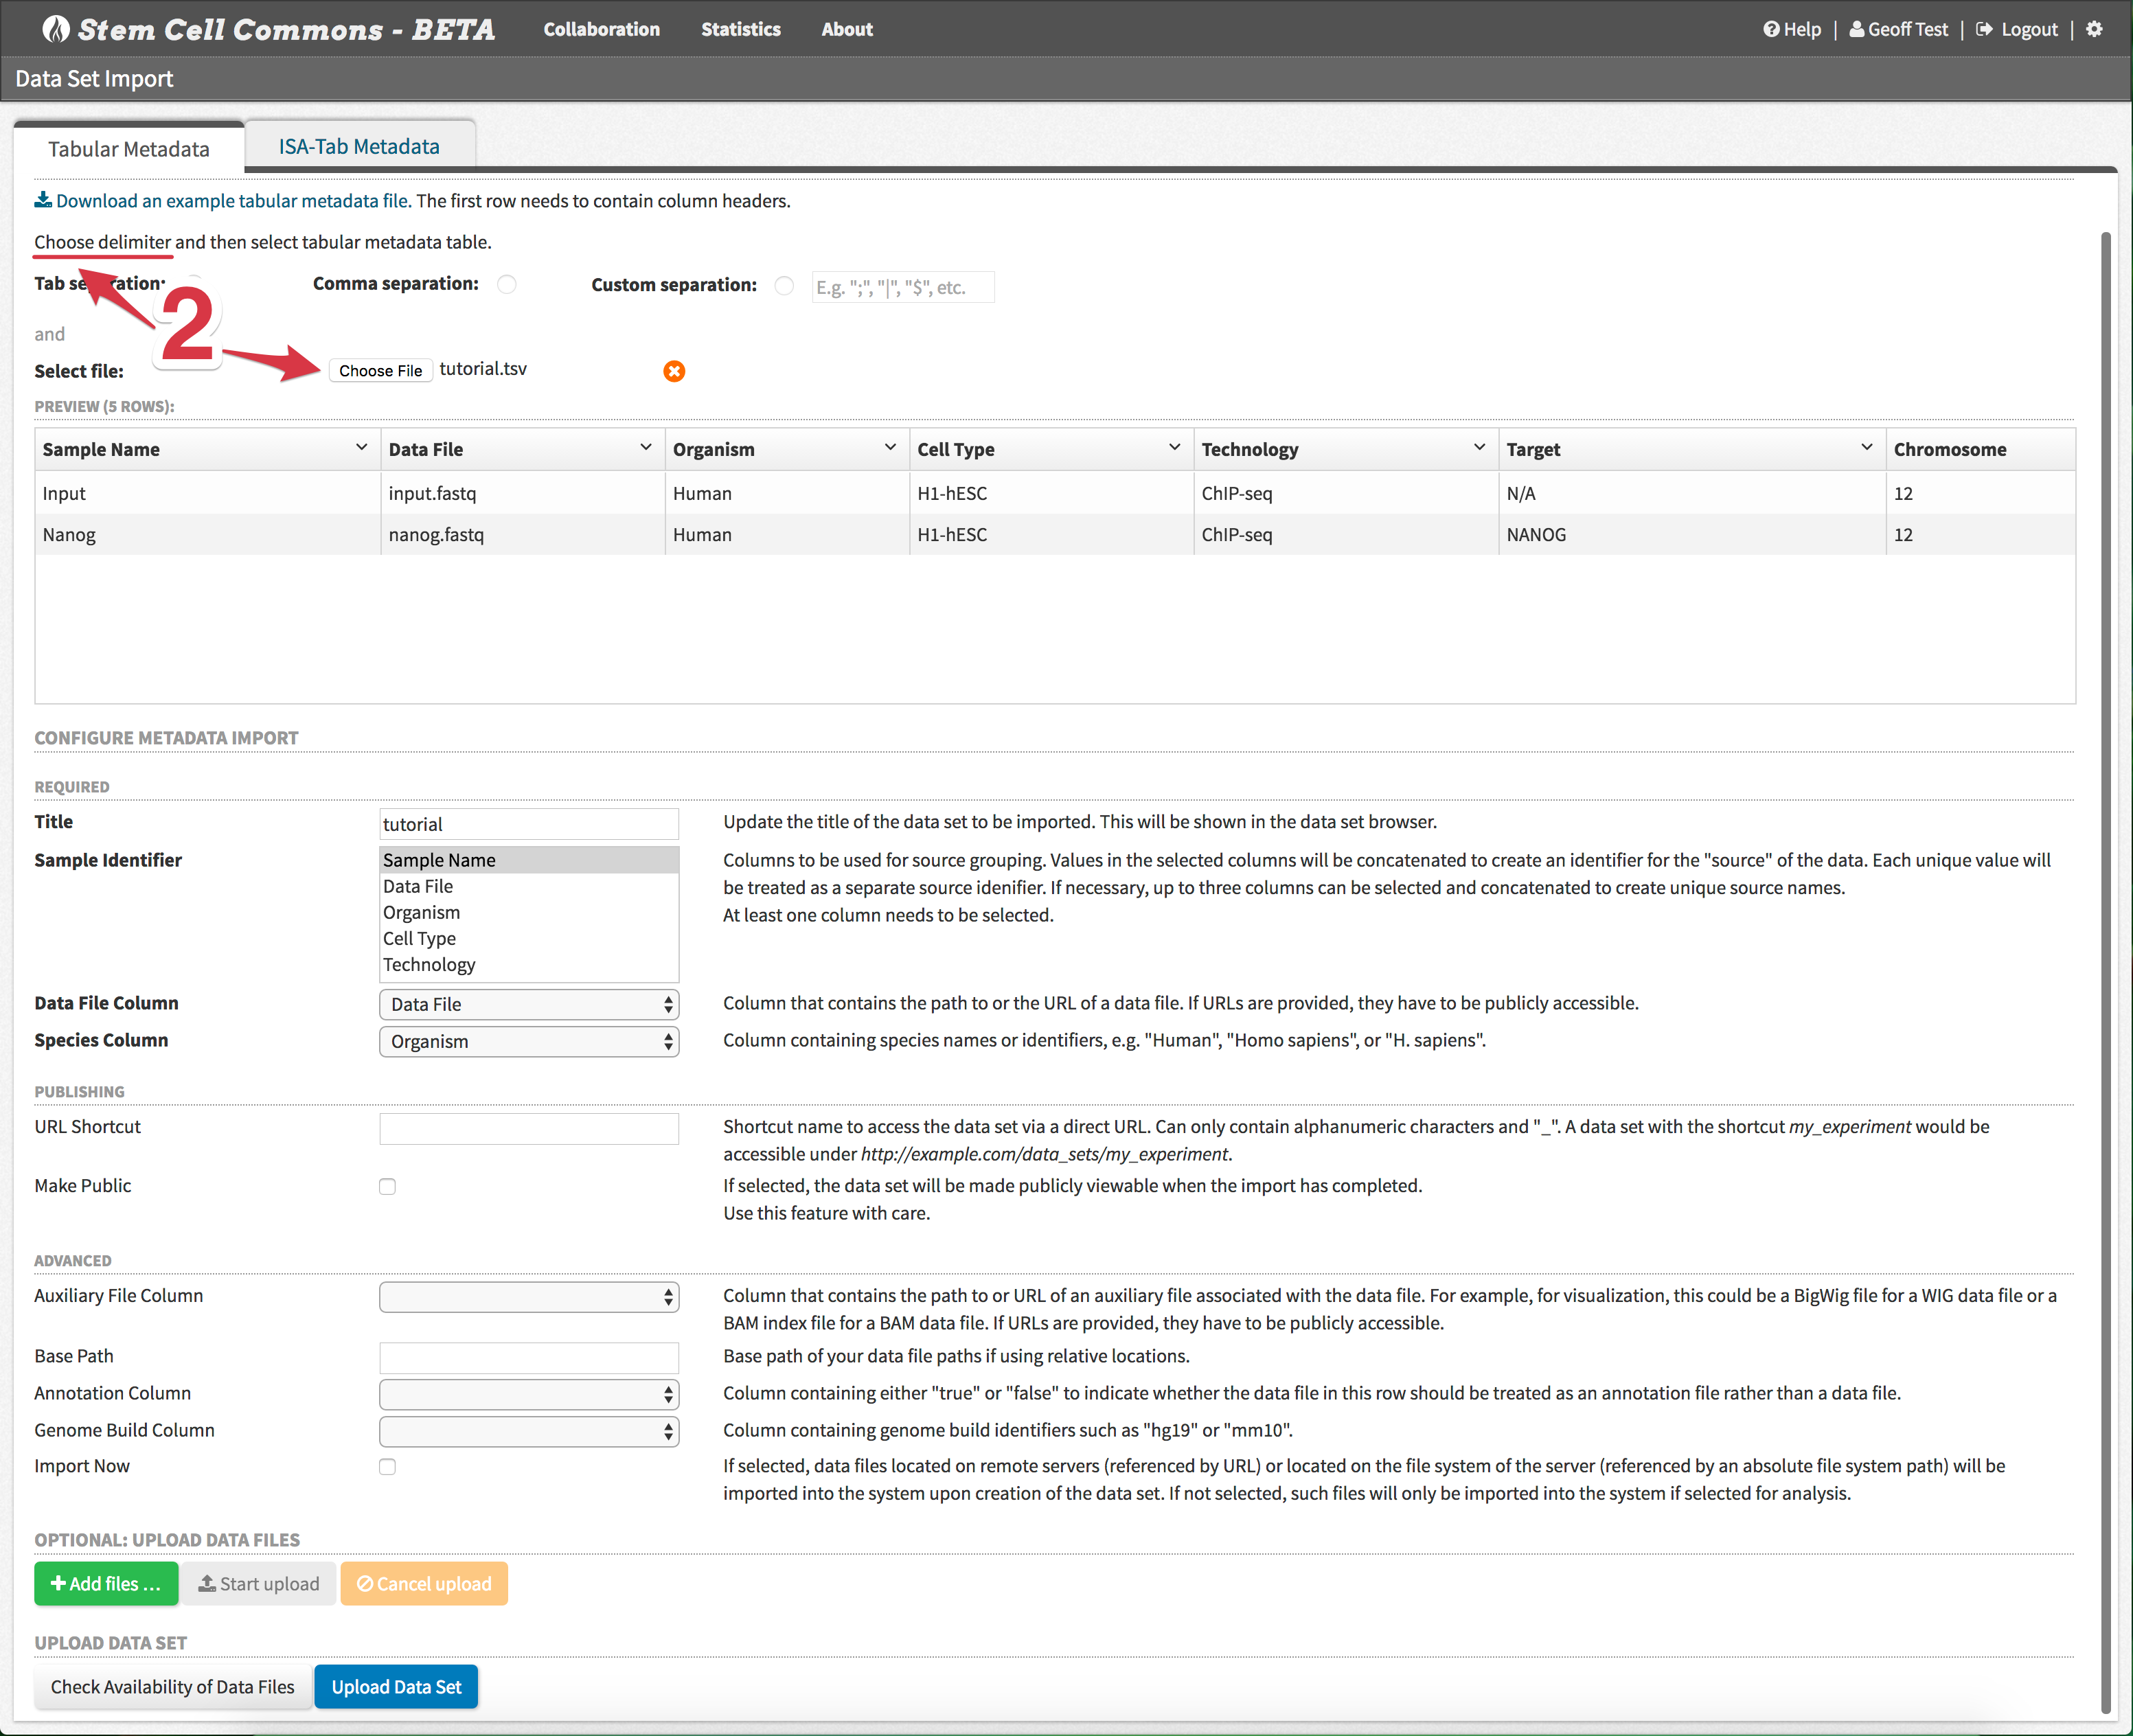 Stem Cell Commons - BETA Collaboration Statistics About Help | Geoff Test | Logout |
Data Set Import
Tabular Metadata ISA-Tab Metadata
Download an example tabular metadata file. The first row needs to contain column headers.
Choose delimiter and then select tabular metadata table.
Tab separation: Comma separation: Custom separation: E.g. ";", "|", "$", etc.
2
and
Select file: Choose File tutorial.tsv
PREVIEW (5 ROWS):
Sample Name Data File Organism Cell Type Technology Target Chromosome
Input input.fastq Human H1-hESC ChIP-seq N/A 12
Nanog nanog.fastq Human H1-hESC ChIP-seq NANOG 12
CONFIGURE METADATA IMPORT
REQUIRED
Title tutorial Update the title of the data set to be imported. This will be shown in the data set browser.
Sample Identifier Sample Name Columns to be used for source grouping. Values in the selected columns will be concatenated to create an identifier for the "source" of the data. Each unique value will
Data File be treated as a separate source idenifier. If necessary, up to three columns can be selected and concatenated to create unique source names.
Organism At least one column needs to be selected.
Cell Type
Technology
Data File Column Data File Column that contains the path to or the URL of a data file. If URLs are provided, they have to be publicly accessible.
Species Column Organism Column containing species names or identifiers, e.g. "Human", "Homo sapiens", or "H. sapiens".
PUBLISHING
URL Shortcut Shortcut name to access the data set via a direct URL. Can only contain alphanumeric characters and "_". A data set with the shortcut my_experiment would be
accessible under http://example.com/data_sets/my_experiment.
Make Public If selected, the data set will be made publicly viewable when the import has completed.
Use this feature with care.
ADVANCED
Auxiliary File Column Column that contains the path to or URL of an auxiliary file associated with the data file. For example, for visualization, this could be a BigWig file for a WIG data file or a
BAM index file for a BAM data file. If URLs are provided, they have to be publicly accessible.
Base Path Base path of your data file paths if using relative locations.
Annotation Column Column containing either "true" or "false" to indicate whether the data file in this row should be treated as an annotation file rather than a data file.
Genome Build Column Column containing genome build identifiers such as "hg19" or "mm10".
Import Now If selected, data files located on remote servers (referenced by URL) or located on the file system of the server (referenced by an absolute file system path) will be
imported into the system upon creation of the data set. If not selected, such files will only be imported into the system if selected for analysis.
OPTIONAL: UPLOAD DATA FILES
Add files ... Start upload Cancel upload
UPLOAD DATA SET
Check Availability of Data Files Upload Data Set